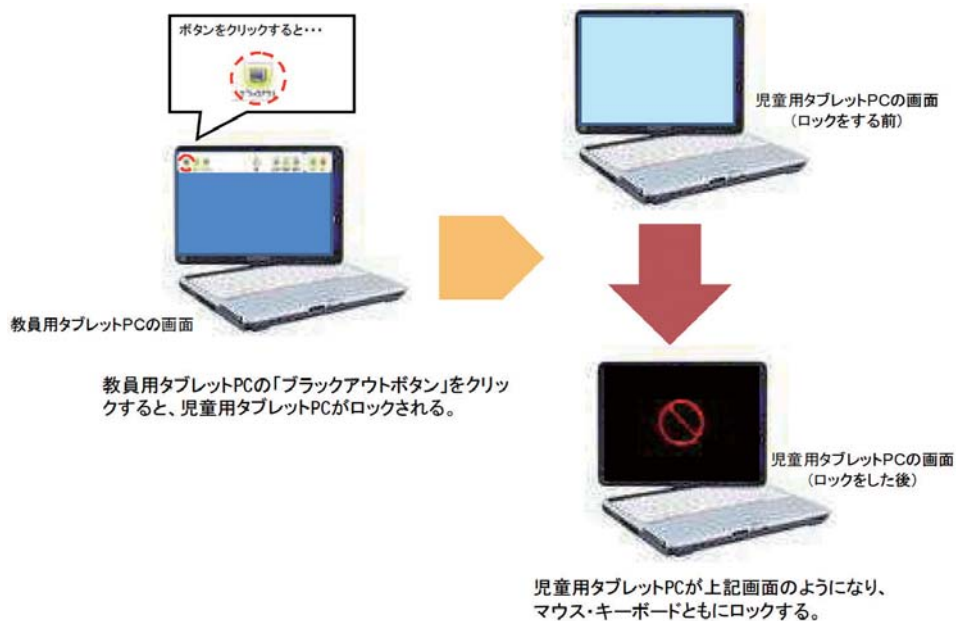 ボタンをクリックすると・・・
ブラックアウト
児童用タブレットPCの画面
(ロックをする前)
教員用タブレットPCの画面
教員用タブレットPCの「ブラックアウトボタン」をクリッ
クすると、児童用タブレットPCがロックされる。
児童用タブレットPCの画面
(ロックをした後)
児童用タブレットPCが上記画面のようになり、
マウス・キーボードともにロックする。